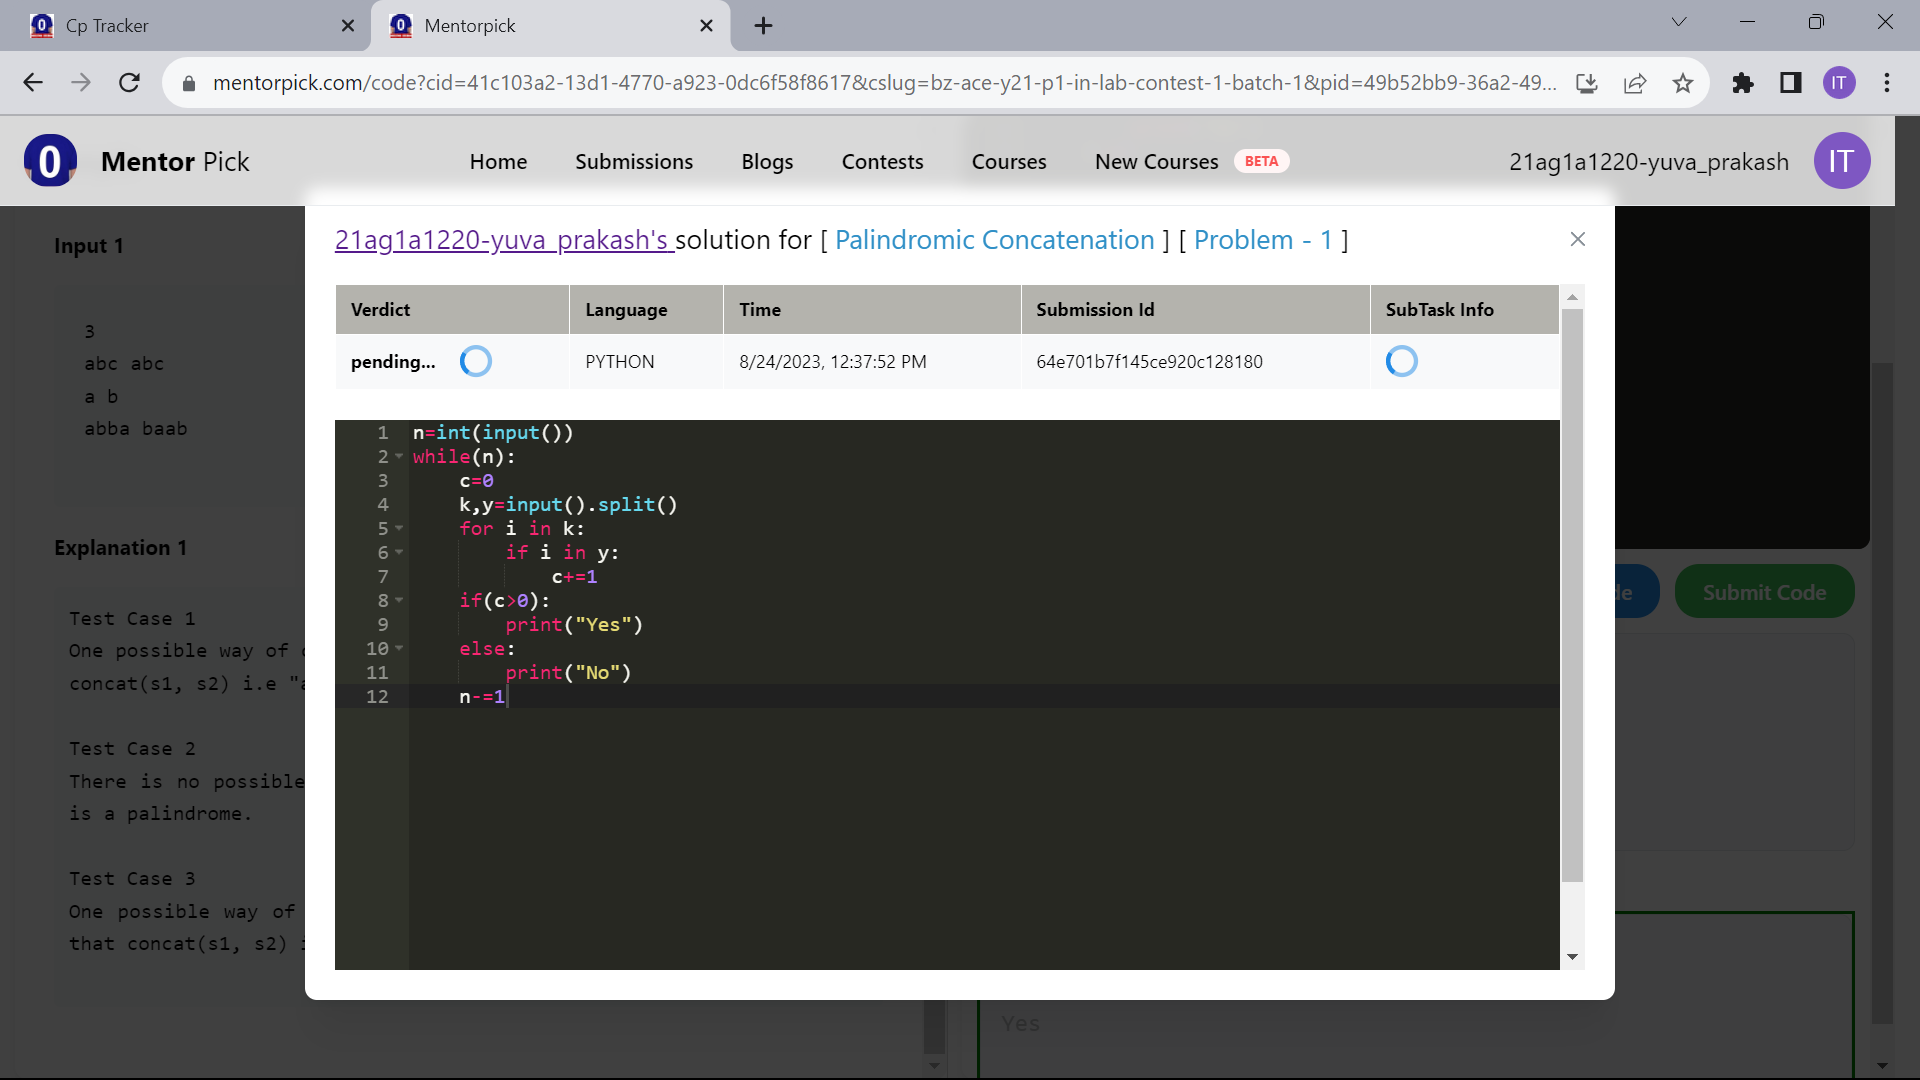 Cp Tracker
Mentorpick
mentorpick.com/code?cid=41c103a2-13d1-4770-a923-0dc6f58f8617&cslug=bz-ace-y21-p1-in-lab-contest-1-batch-1&pid=49b52bb9-36a2-49...
IT
0
Mentor Pick
Home
Submissions
Blogs
Contests
Courses
New Courses BETA
21ag1a1220-yuva_prakash
IT
Input 1
3
abc abc
a b
abba baab
Explanation 1
Test Case 1
One possible way of
concat(s1, s2) i.e
Test Case 2
There is no possible
is a palindrome.
Test Case 3
One possible way of
that concat(s1, s2)
21ag1a1220-yuva_prakash's solution for [ Palindromic Concatenation ] [ Problem - 1 ]
Verdict Language Time Submission Id SubTask Info
pending... PYTHON 8/24/2023, 12:37:52 PM 64e701b7f145ce920c128180
1 n=int(input())
2 while(n):
3     c=0
4     k,y=input().split()
5     for i in k:
6         if i in y:
7             c+=1
8     if(c>0):
9         print("Yes")
10     else:
11         print("No")
12     n-=1
Submit Code
Yes